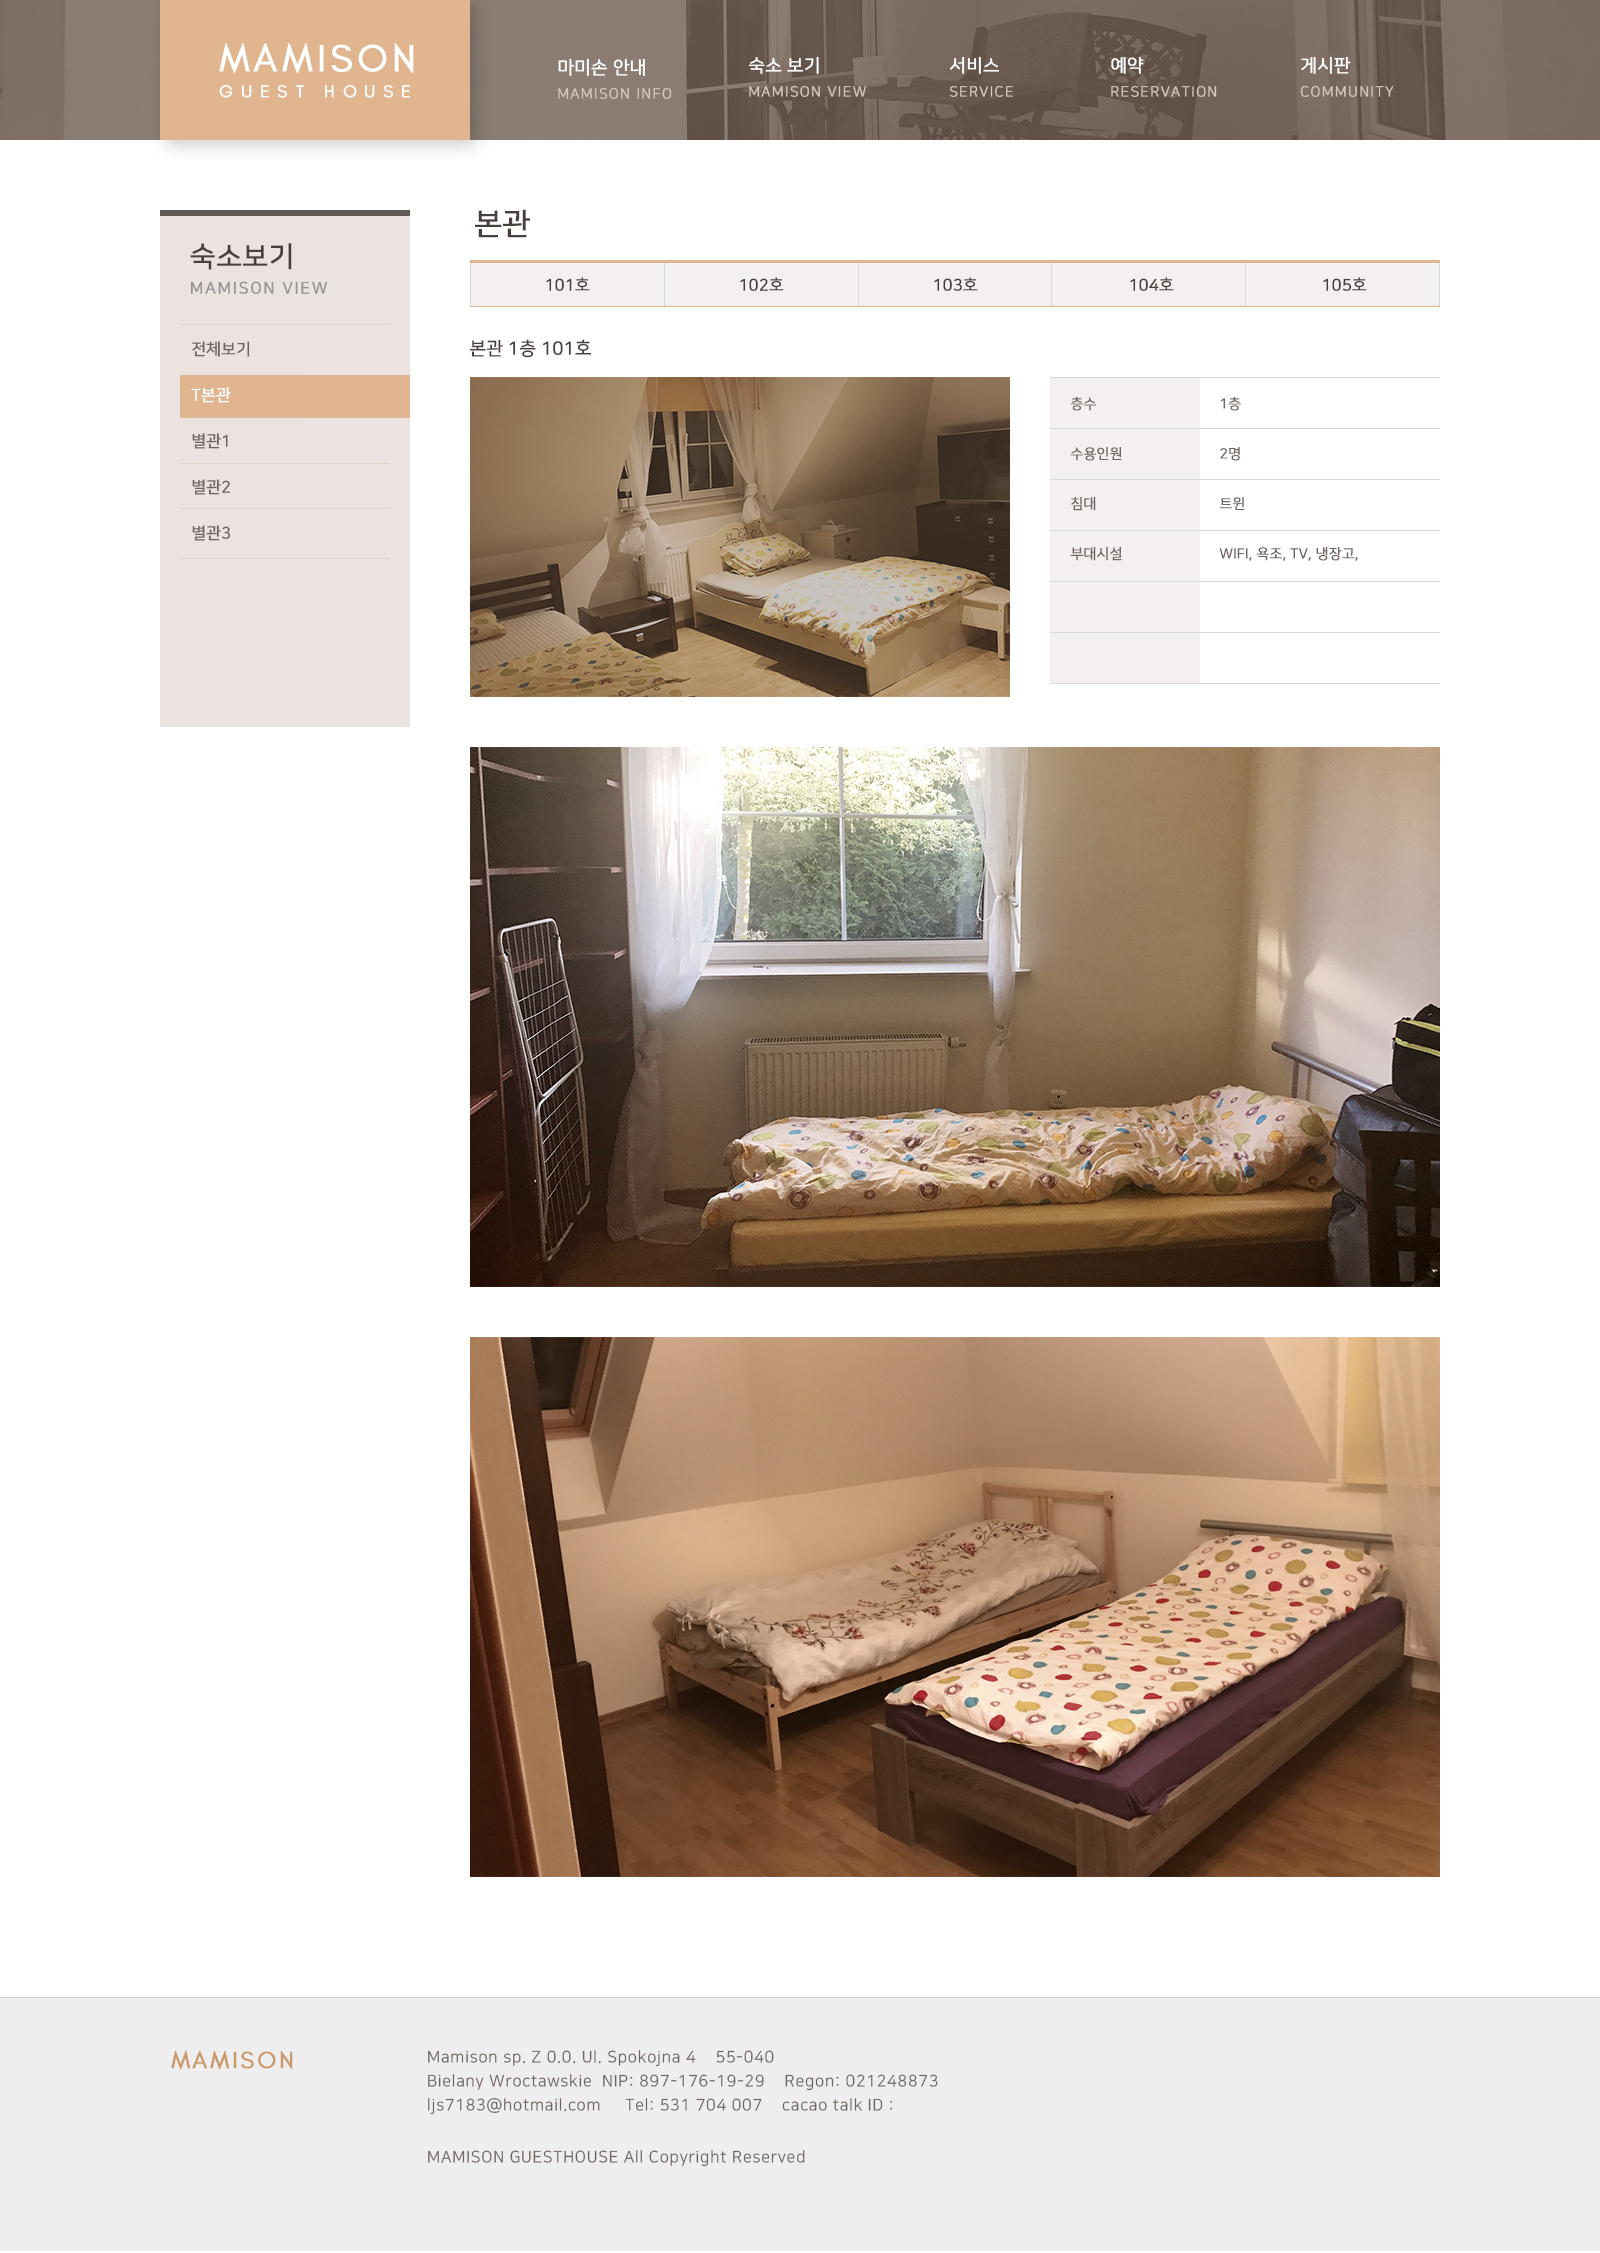 MAMISON
GUEST HOUSE
마미손 안내
MAMISON INFO
숙소 보기
MAMISON VIEW
서비스
SERVICE
예약
RESERVATION
게시판
COMMUNITY
숙소보기
MAMISON VIEW
전체보기
T본관
별관1
별관2
별관3
본관
101호 102호 103호 104호 105호
본관 1층 101호
층수 1층
수용인원 2명
침대 트윈
부대시설 WIFI, 욕조, TV, 냉장고,
MAMISON
Mamison sp. Z 0.0. Ul. Spokojna 4 55-040
Bielany Wroctawskie NIP: 897-176-19-29 Regon: 021248873
ljs7183@hotmail.com Tel: 531 704 007 cacao talk ID :
MAMISON GUESTHOUSE All Copyright Reserved